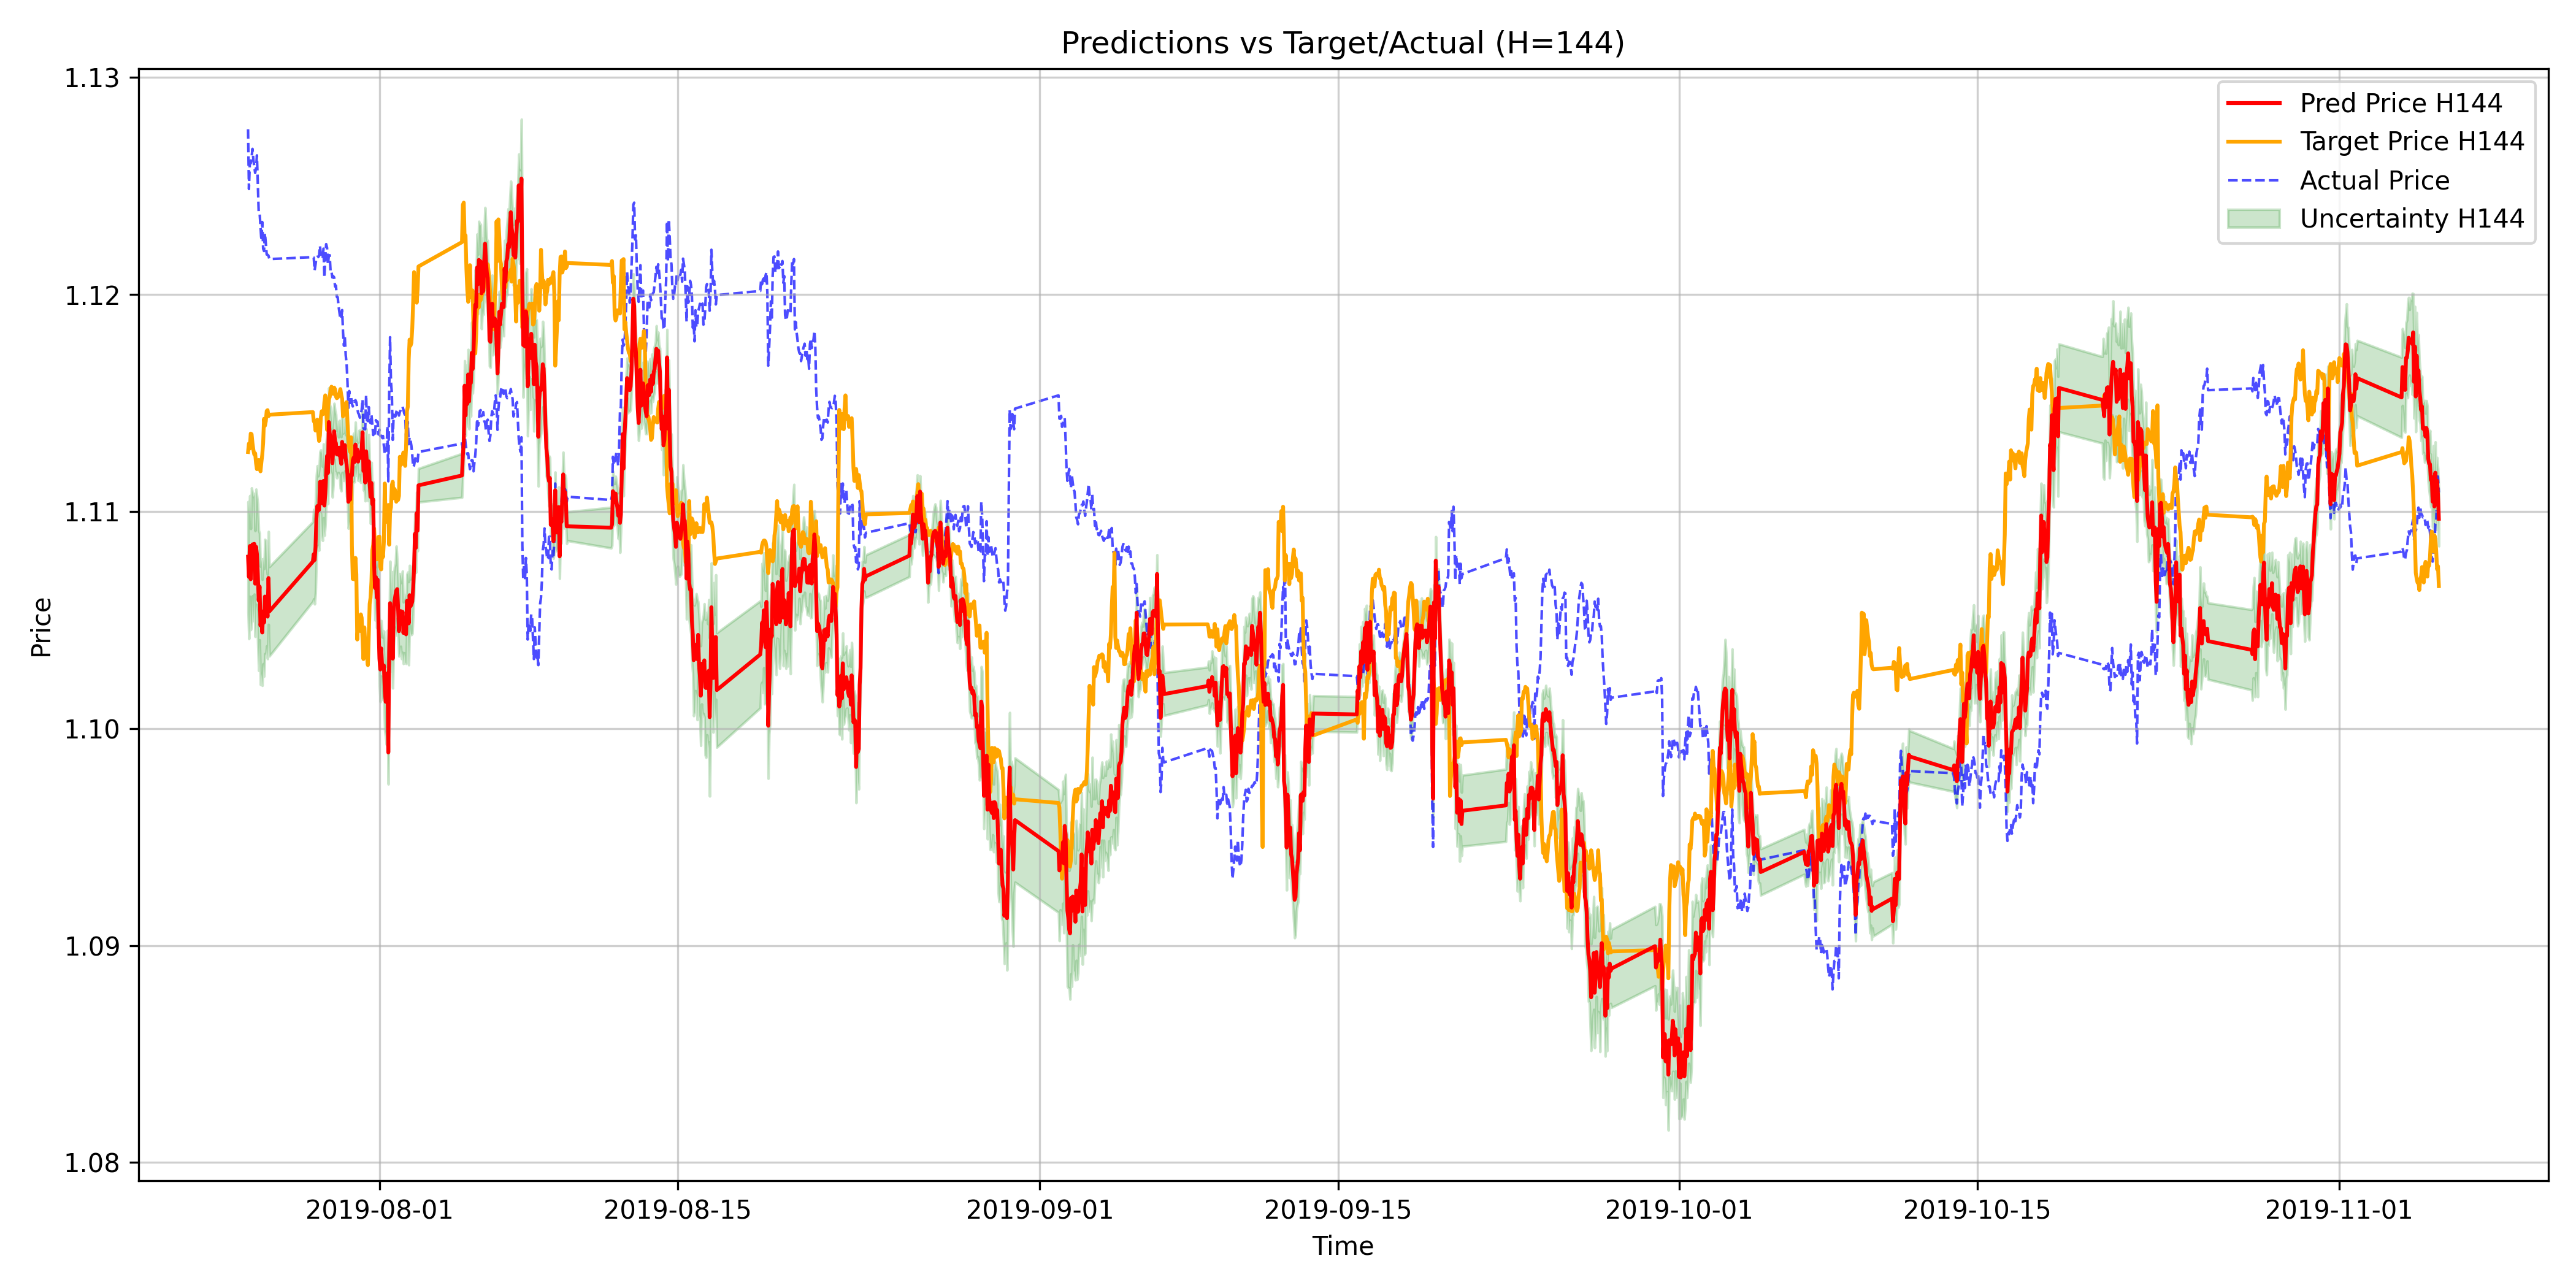 Predictions vs Target/Actual (H=144)
1.13
1.12
1.11
1.10
1.09
1.08
Price
Pred Price H144
Target Price H144
Actual Price
Uncertainty H144
2019-08-01
2019-08-15
2019-09-01
2019-09-15
2019-10-01
2019-10-15
2019-11-01
Time